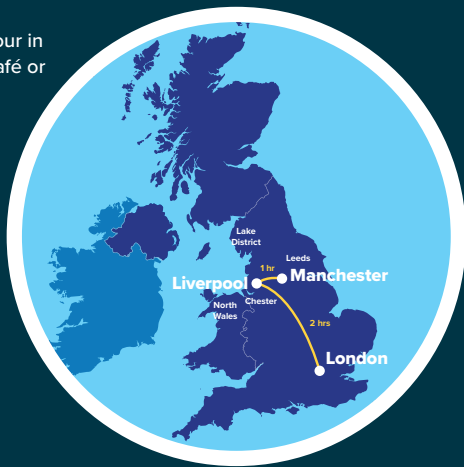 our in
afé or
Lake
District
Leeds
1 hr
Liverpool
Manchester
Chester
North
Wales
2 hrs
London